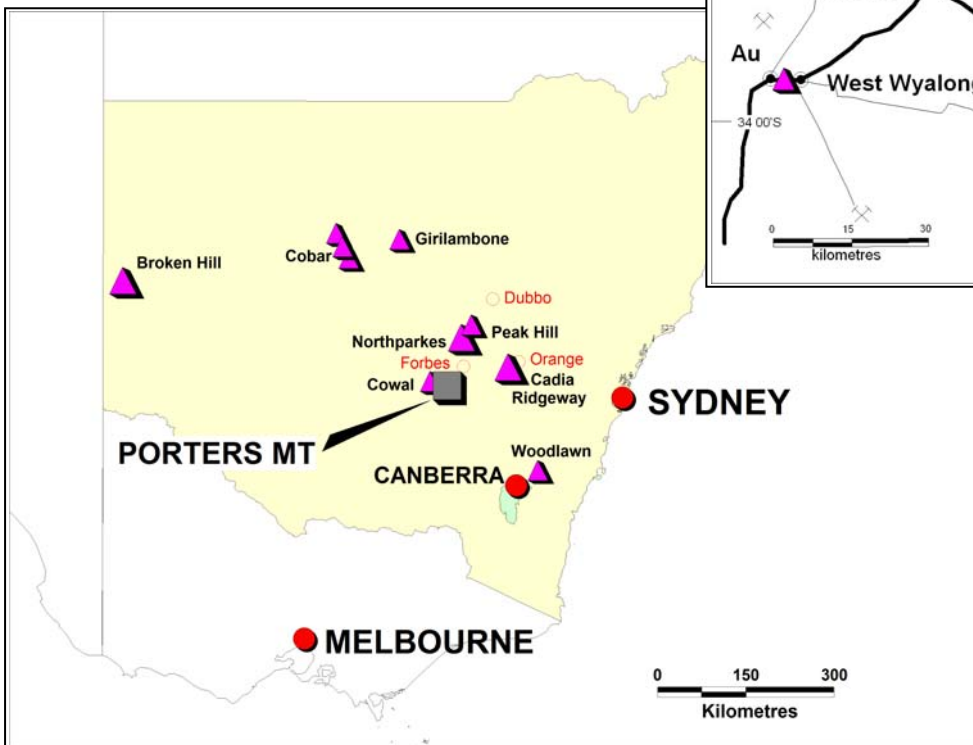 Au
West Wyalong
34 00'S
0 15 30
kilometres
Girilambone
Cobar
Broken Hill
Dubbo
Peak Hill
Northparkes
Forbes
Orange
Cowal
Cadia
Ridgeway
SYDNEY
PORTERS MT
Woodlawn
CANBERRA
MELBOURNE
0 150 300
Kilometres